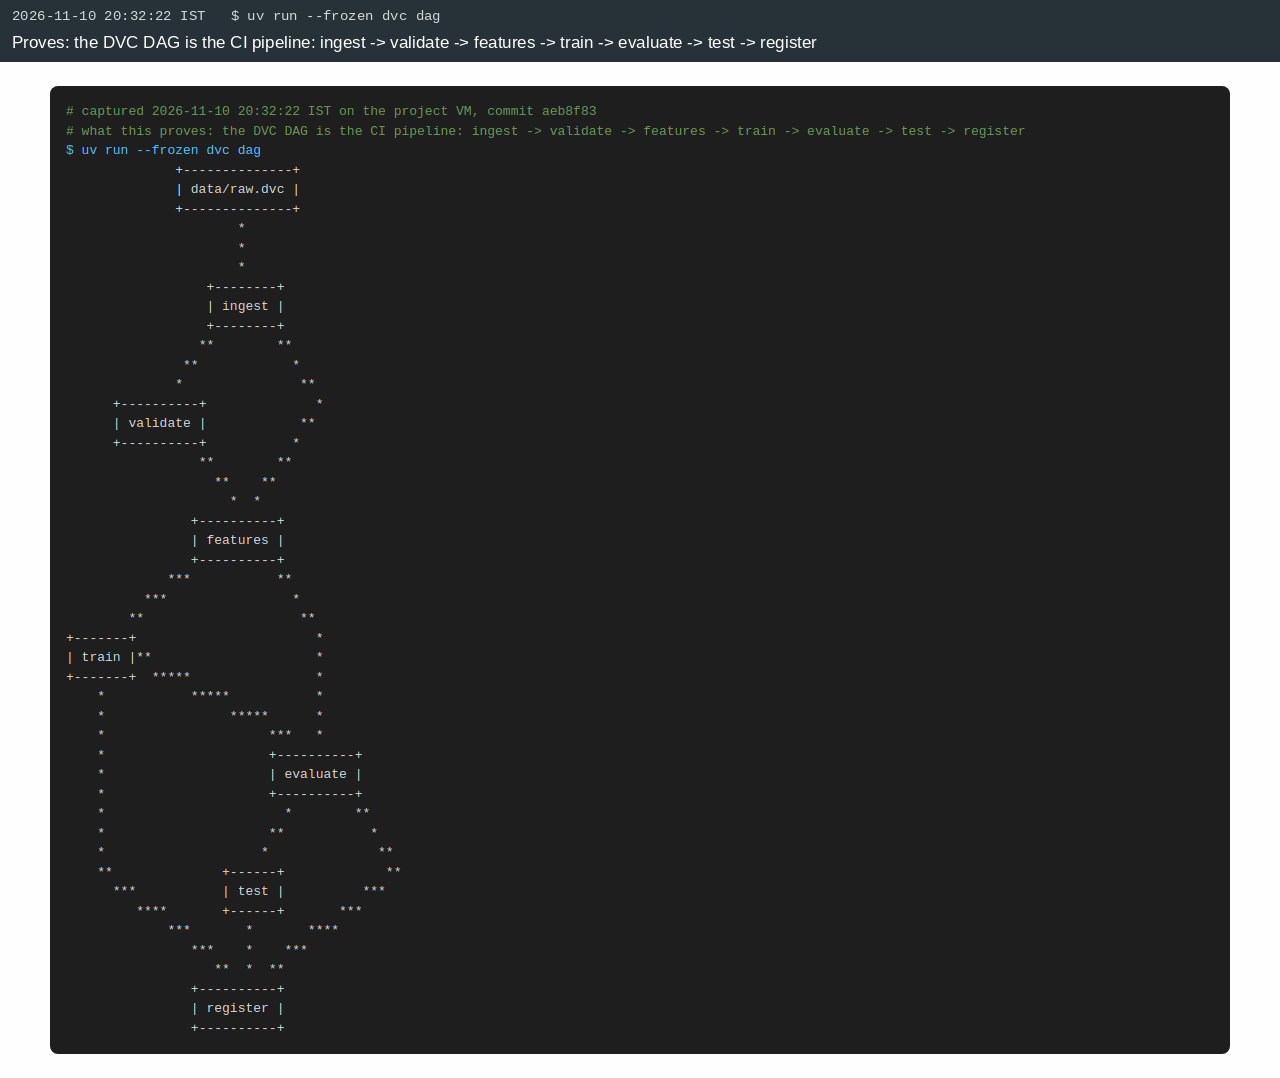 2026-11-10 20:32:22 IST   $ uv run --frozen dvc dag
Proves: the DVC DAG is the CI pipeline: ingest -> validate -> features -> train -> evaluate -> test -> register
# captured 2026-11-10 20:32:22 IST on the project VM, commit aeb8f83
# what this proves: the DVC DAG is the CI pipeline: ingest -> validate -> features -> train -> evaluate -> test -> register
$ uv run --frozen dvc dag
              +--------------+
              | data/raw.dvc |
              +--------------+
                      *
                      *
                      *
                  +--------+
                  | ingest |
                  +--------+
                 **        **
               **            *
              *               **
      +----------+              *
      | validate |            **
      +----------+           *
                 **        **
                   **    **
                     *  *
                +----------+
                | features |
                +----------+
             ***           **
          ***                *
        **                    **
+-------+                       *
| train |**                     *
+-------+  *****                *
    *           *****           *
    *                *****      *
    *                     ***   *
    *                     +----------+
    *                     | evaluate |
    *                     +----------+
    *                       *        **
    *                     **           *
    *                    *              **
    **              +------+             **
      ***           | test |          ***
         ****       +------+       ***
             ***       *       ****
                ***    *    ***
                   **  *  **
                +----------+
                | register |
                +----------+